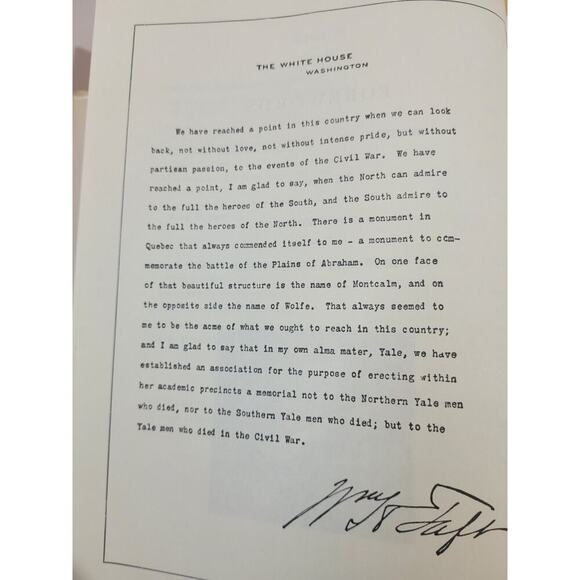 THE WHITE HOUSE
WASHINGTON
We have reached a point in this country when we can look
back, not without love, not without intense pride, but without
partisan passion, to the events of the Civil War. We have
reached a point, I am glad to say, when the North can admire
to the full the heroes of the South, and the South admire to
the full the heroes of the North. There is a monument in
Quebec that always commended itself to me - a monument to com-
memorate the battle of the Plains of Abraham. On one face
of that beautiful structure is the name of Montcalm, and on
the opposite side the name of Wolfe. That always seemed to
me to be the acme of what we ought to reach in this country;
and I am glad to say that in my own alma mater, Yale, we have
established an association for the purpose of erecting within
her academic precincts a memorial not to the Northern Yale men
who died, nor to the Southern Yale men who died; but to the
Yale men who died in the Civil War.
Wm H Taft